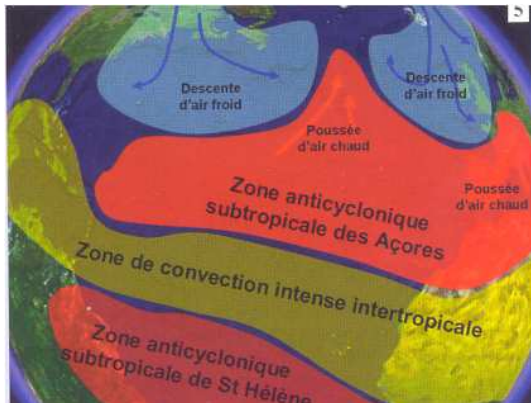 5
Descente
d'air froid
Descente
d'air froid
Poussée
d'air chaud
Poussée
d'air chaud
Zone anticyclonique
subtropicale des Açores
Zone de convection intense intertropicale
Zone anticyclonique
subtropicale de St Hélène